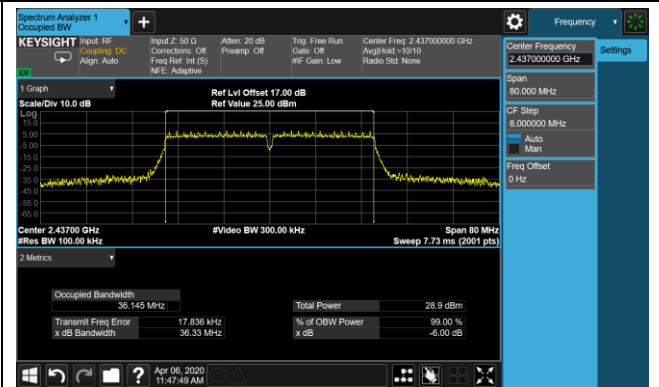 Spectrum Analyzer 1
Occupied BW
+
Frequency
KEYSIGHT
LV
Input: RF
Coupling: DC
Align: Auto
Input Z: 50 Ω
Corrections: Off
Freq Ref: Int (S)
NFE: Adaptive
Atten: 20 dB
Preamp: Off
Trig: Free Run
Gate: Off
#IF Gain: Low
Center Freq: 2.437000000 GHz
Avg|Hold:>10/10
Radio Std: None
Center Frequency
2.437000000 GHz
Settings
Span
80.000 MHz
CF Step
8.000000 MHz
Auto
Man
Freq Offset
0 Hz
1 Graph
Scale/Div 10.0 dB
Ref Lvl Offset 17.00 dB
Ref Value 25.00 dBm
Log
15.0
5.00
-5.00
-15.0
-25.0
-35.0
-45.0
-55.0
-65.0
Center 2.43700 GHz
#Video BW 300.00 kHz
Span 80 MHz
#Res BW 100.00 kHz
Sweep 7.73 ms (2001 pts)
2 Metrics
Occupied Bandwidth
36.145 MHz
Total Power 28.9 dBm
Transmit Freq Error 17.836 kHz
% of OBW Power 99.00 %
x dB Bandwidth 36.33 MHz
x dB -6.00 dB
?
Apr 06, 2020
11:47:49 AM